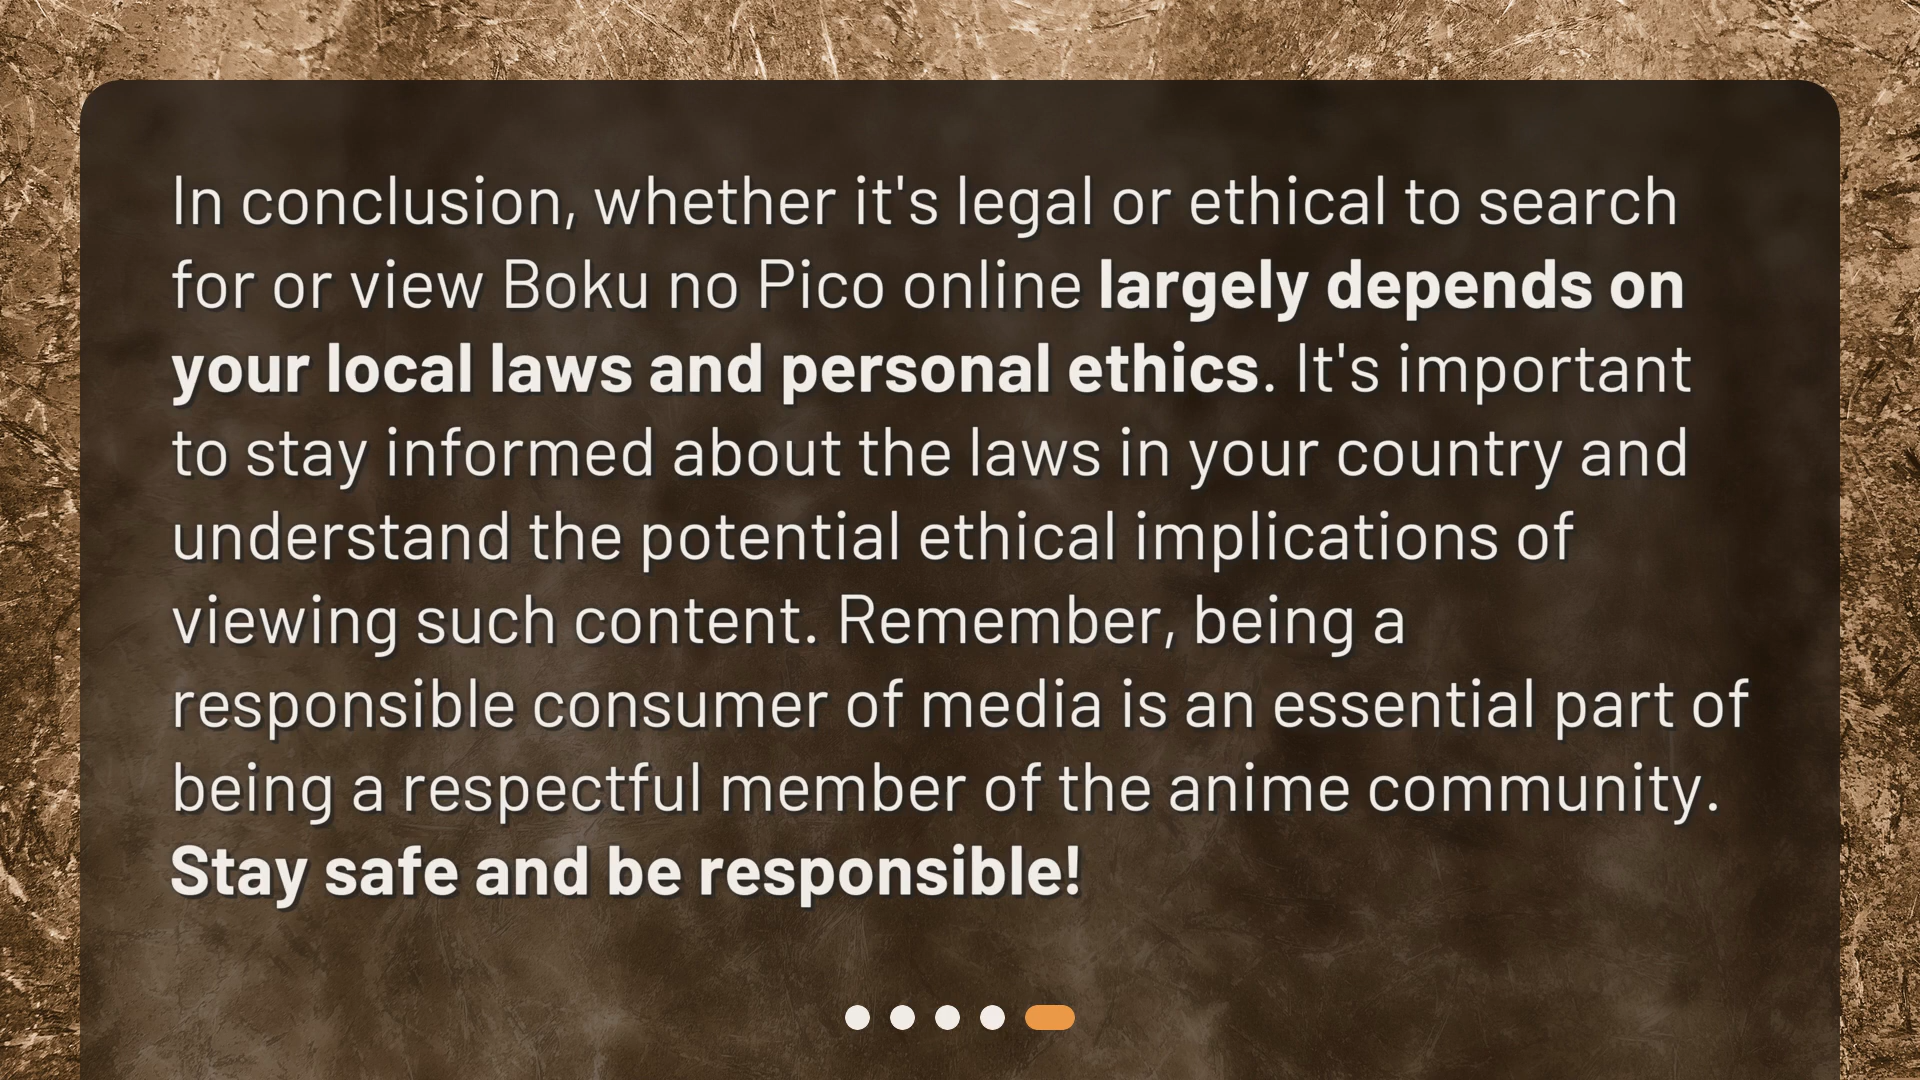 In conclusion, whether it's legal or ethical to search
for or view Boku no Pico online largely depends on
your local laws and personal ethics. It's important
to stay informed about the laws in your country and
understand the potential ethical implications of
viewing such content. Remember, being a
responsible consumer of media is an essential part of
being a respectful member of the anime community.
Stay safe and be responsible!